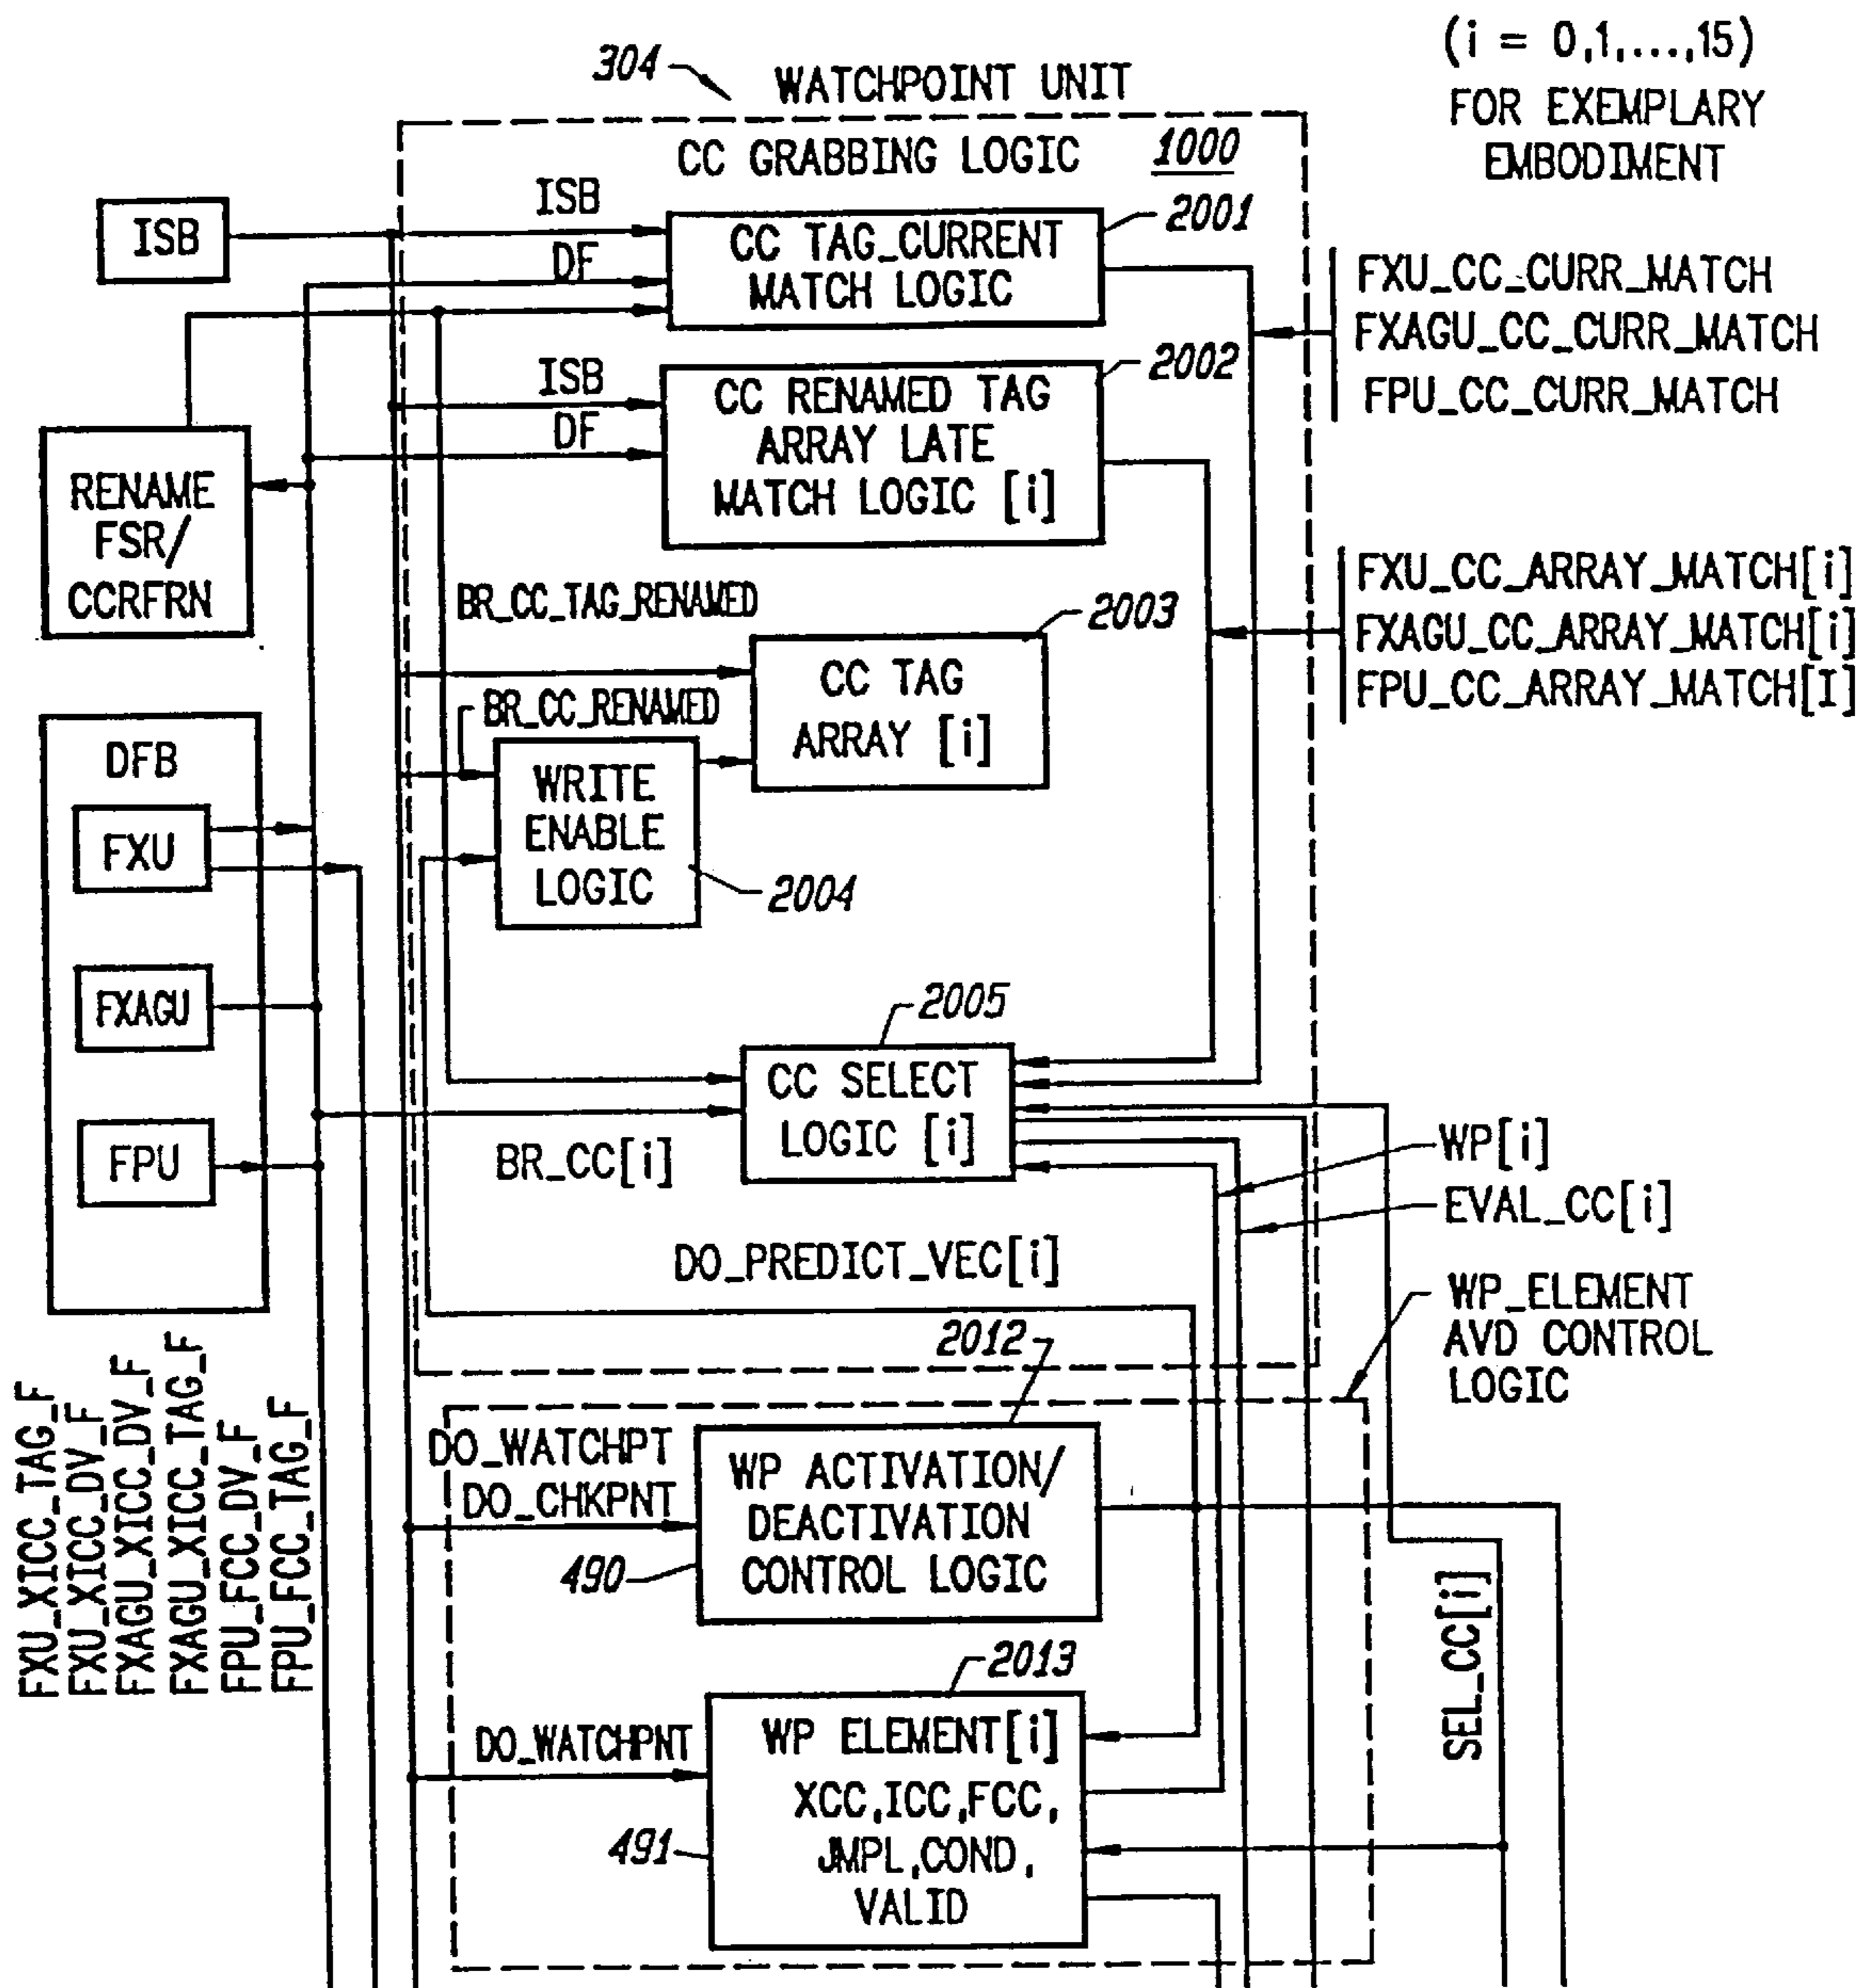 (i = 0,1,...,15)
FOR EXEMPLARY
EMBODIMENT
304
WATCHPOINT UNIT
CC GRABBING LOGIC 1000
ISB
ISB
DF
CC TAG_CURRENT
MATCH LOGIC
2001
FXU_CC_CURR_MATCH
FXAGU_CC_CURR_MATCH
FPU_CC_CURR_MATCH
ISB
DF
CC RENAMED TAG
ARRAY LATE
MATCH LOGIC [i]
2002
RENAME
FSR/
CCRFRN
FXU_CC_ARRAY_MATCH[i]
FXAGU_CC_ARRAY_MATCH[i]
FPU_CC_ARRAY_MATCH[I]
BR_CC_TAG_RENAMED
2003
CC TAG
ARRAY [i]
BR_CC_RENAMED
WRITE
ENABLE
LOGIC
2004
DFB
FXU
FXAGU
FPU
2005
CC SELECT
LOGIC [i]
BR_CC[i]
WP[i]
EVAL_CC[i]
DO_PREDICT_VEC[i]
WP_ELEMENT
AVD CONTROL
LOGIC
FXU_XICC_TAG_F
FXU_XICC_DV_F
FXAGU_XICC_DV_F
FXAGU_XICC_TAG_F
FPU_FCC_DV_F
FPU_FCC_TAG_F
2012
DO_WATCHPT
DO_CHKPNT
WP ACTIVATION/
DEACTIVATION
CONTROL LOGIC
490
SEL_CC[i]
2013
DO_WATCHPNT
WP ELEMENT[i]
XCC,ICC,FCC,
JMPL,COND,
VALID
491